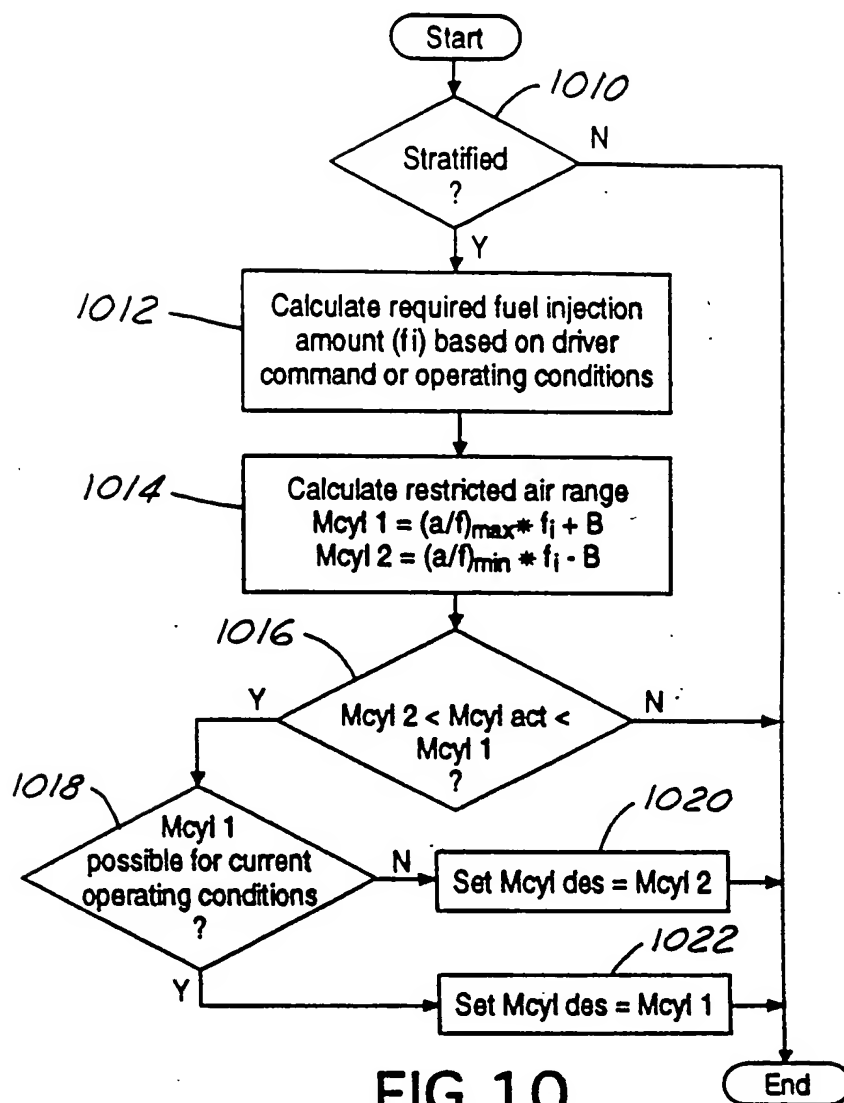 Start
1010
Stratified
?
N
Y
1012
Calculate required fuel injection
amount (fi) based on driver
command or operating conditions
1014
Calculate restricted air range
Mcyl 1 = (a/f)max* fi + B
Mcyl 2 = (a/f)min * fi - B
1016
Y
Mcyl 2 < Mcyl act <
Mcyl 1
?
N
1018
Mcyl 1
possible for current
operating conditions
?
N
1020
Set Mcyl des = Mcyl 2
Y
1022
Set Mcyl des = Mcyl 1
FIG.10
End